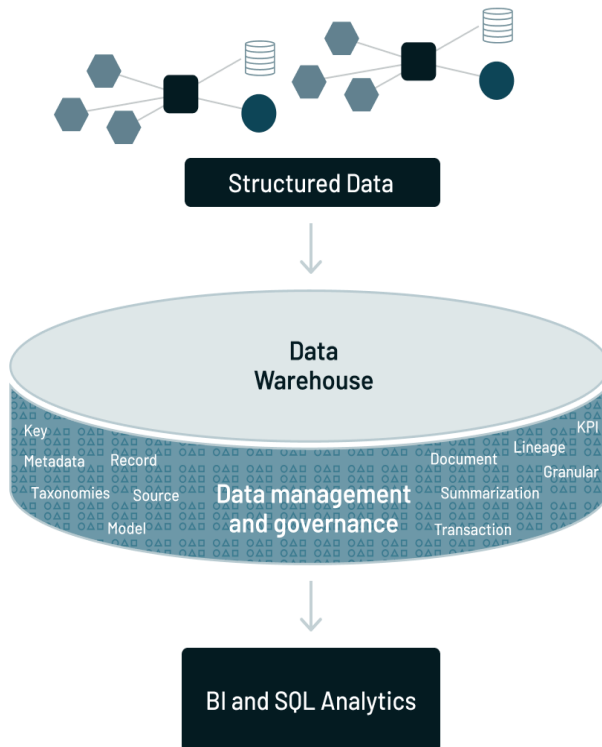 Structured Data
Data
Warehouse
Key
KPI
Lineage
Metadata
Record
Document
Granular
Taxonomies
Source
Data management
and governance
Summarization
Model
Transaction
BI and SQL Analytics